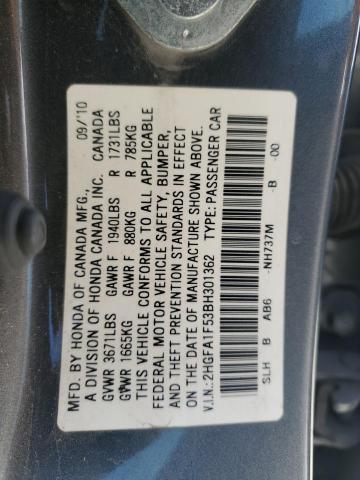 MFD. BY HONDA OF CANADA MFG., 09/10
A DIVISION OF HONDA CANADA INC. CANADA
GVWR 3671LBS GAWR F 1940LBS R 1731LBS
GVWR 1665KG GAWR F 880KG R 785KG
THIS VEHICLE CONFORMS TO ALL APPLICABLE
FEDERAL MOTOR VEHICLE SAFETY, BUMPER,
AND THEFT PREVENTION STANDARDS IN EFFECT
ON THE DATE OF MANUFACTURE SHOWN ABOVE.
V.I.N.:2HGFA1F53BH301362 TYPE:PASSENGER CAR
SLH B AB6 -NH737M -B -00